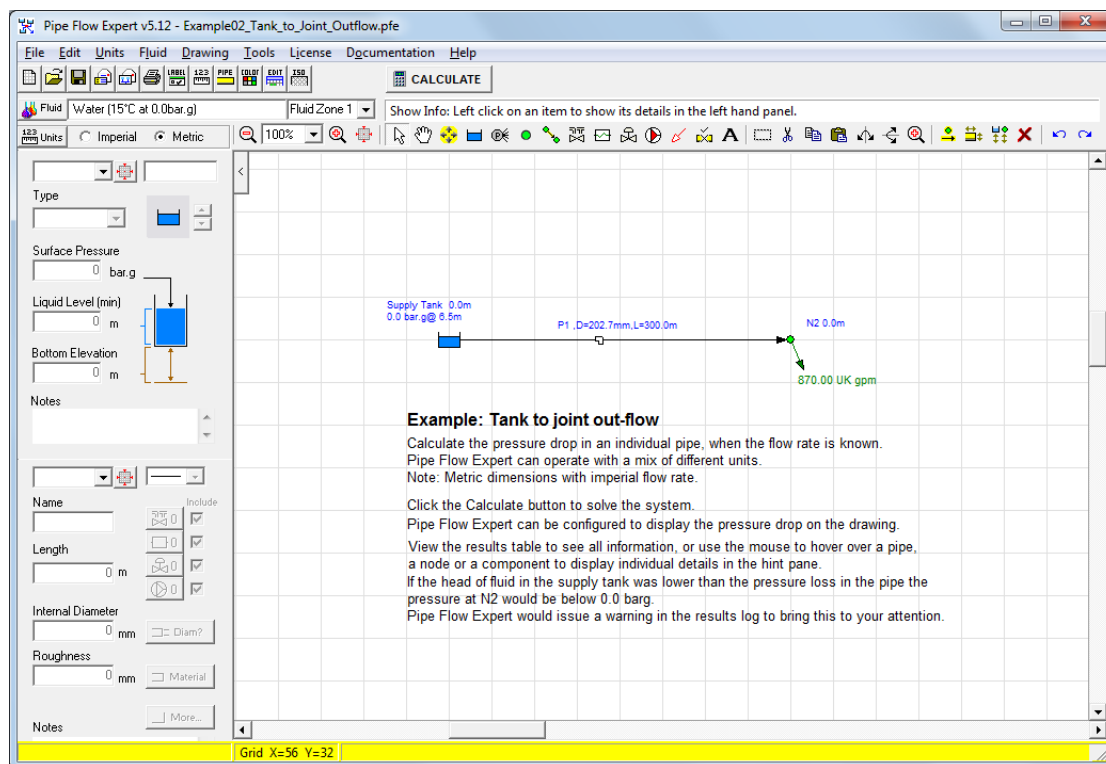 Pipe Flow Expert v5.12 - Example02_Tank_to_Joint_Outflow.pfe
File Edit Units Fluid Drawing Tools License Documentation Help
LABEL 123 PIPE COLOR EDIT ISO CALCULATE
Fluid Water (15°C at 0.0bar.g) Fluid Zone 1 Show Info: Left click on an item to show its details in the left hand panel.
123 Units Imperial Metric 100% A
Type
Surface Pressure
0 bar.g
Liquid Level (min)
0 m
Bottom Elevation
0 m
Notes
Name Include
0
Length 0
0 m 0
0
Internal Diameter
0 mm Diam?
Roughness
0 mm Material
More...
Notes
Supply Tank 0.0m
0.0 bar.g@ 6.5m
P1 ,D=202.7mm,L=300.0m
N2 0.0m
870.00 UK gpm
Example: Tank to joint out-flow
Calculate the pressure drop in an individual pipe, when the flow rate is known.
Pipe Flow Expert can operate with a mix of different units.
Note: Metric dimensions with imperial flow rate.
Click the Calculate button to solve the system.
Pipe Flow Expert can be configured to display the pressure drop on the drawing.
View the results table to see all information, or use the mouse to hover over a pipe,
a node or a component to display individual details in the hint pane.
If the head of fluid in the supply tank was lower than the pressure loss in the pipe the
pressure at N2 would be below 0.0 barg.
Pipe Flow Expert would issue a warning in the results log to bring this to your attention.
Grid X=56 Y=32